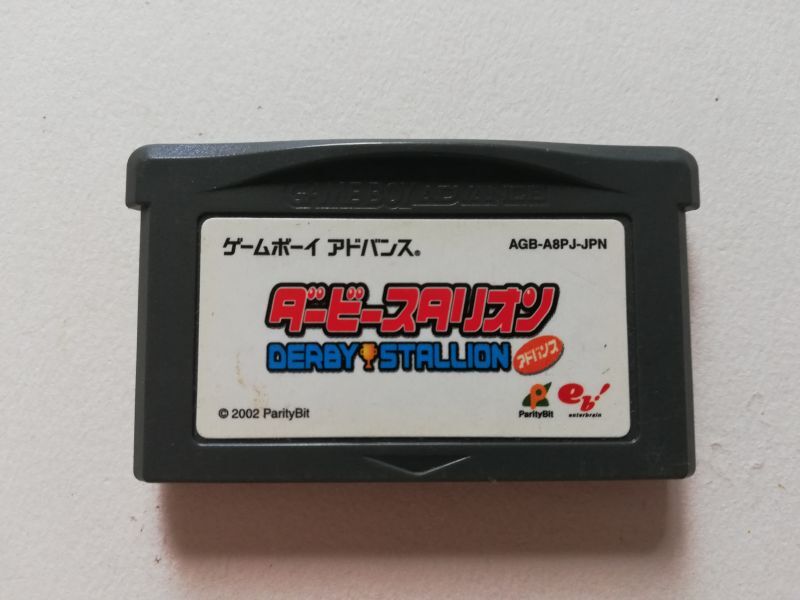 GAME BOY ADVANCE
ゲームボーイ アドバンス®
AGB-A8PJ-JPN
ダービースタリオン
DERBY STALLION
アドバンス
© 2002 ParityBit
P
ParityBit
eb!
enterbrain